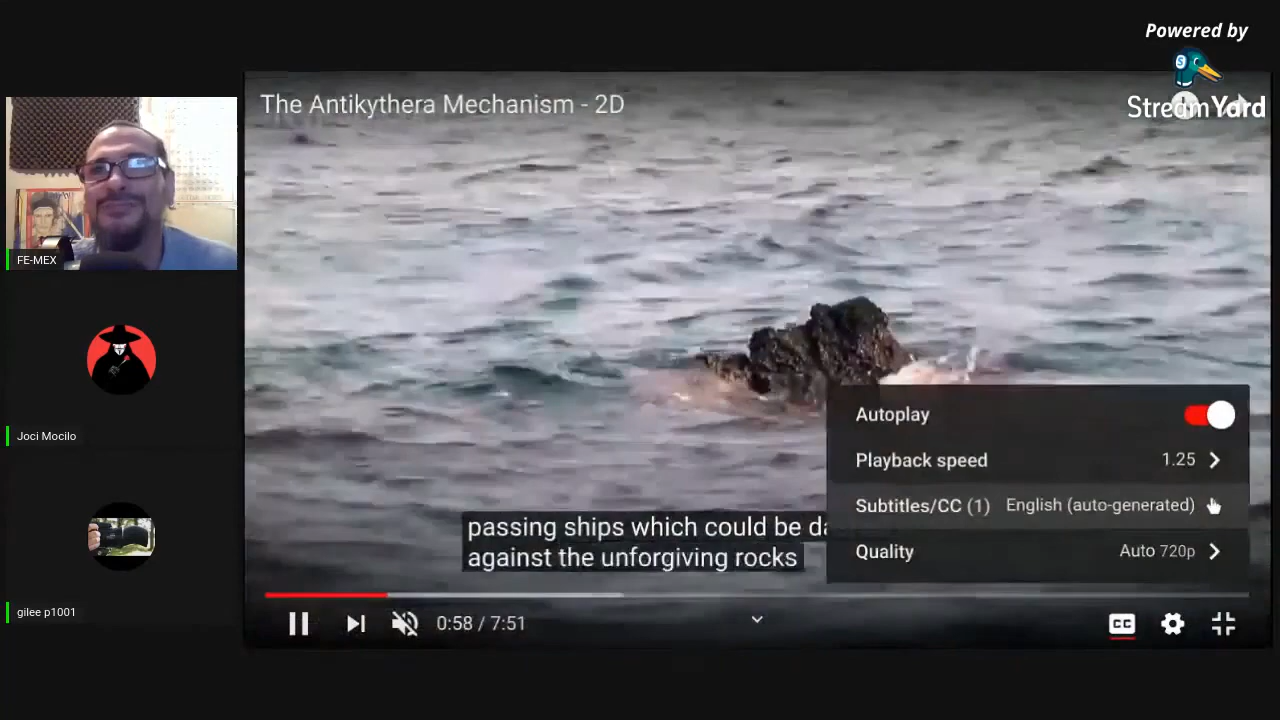 Powered by
StreamYard
The Antikythera Mechanism - 2D
FE-MEX
Joci Mocilo
gilee p1001
Autoplay
Playback speed 1.25
Subtitles/CC (1) English (auto-generated)
Quality Auto 720p
passing ships which could be da
against the unforgiving rocks
0:58 / 7:51
CC